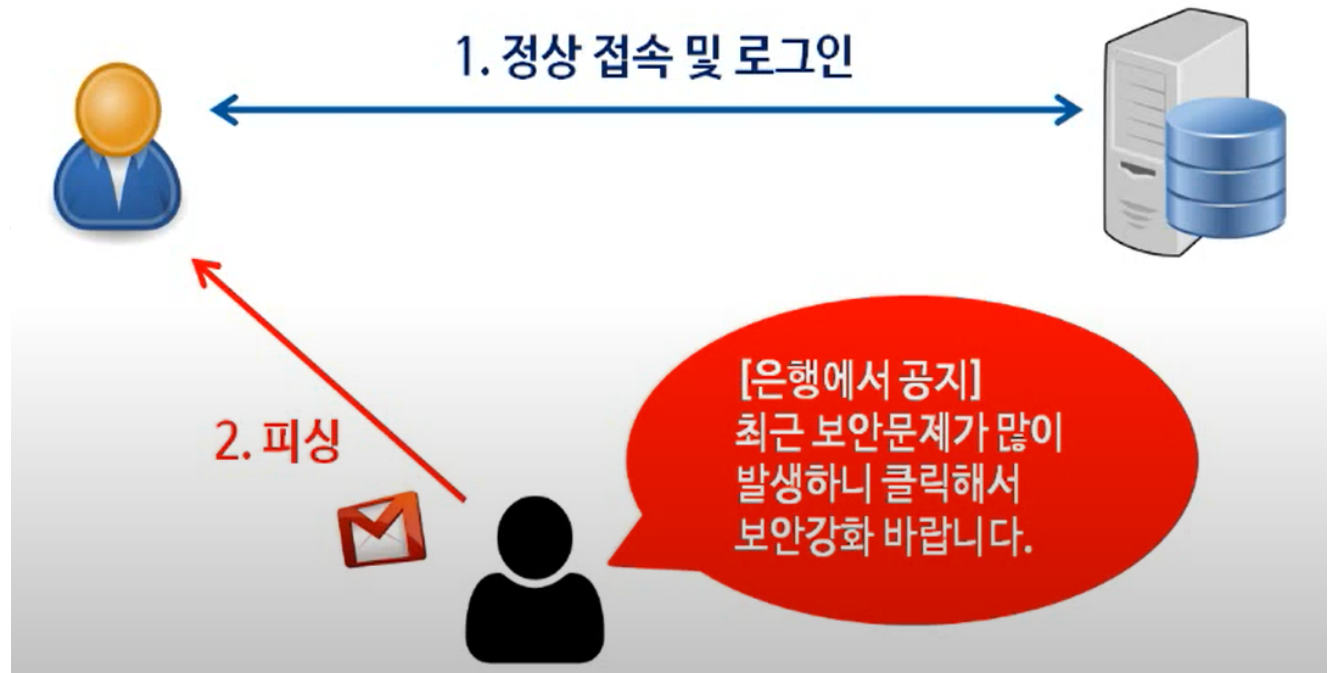 1. 정상 접속 및 로그인
2. 피싱
[은행에서 공지]
최근 보안문제가 많이
발생하니 클릭해서
보안강화 바랍니다.